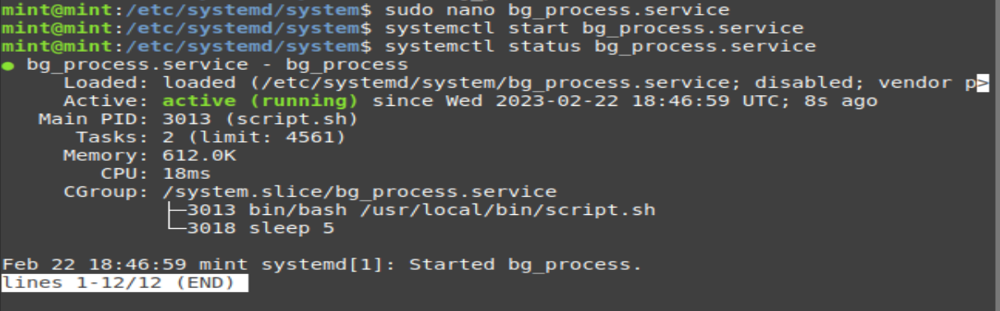 mint@mint:/etc/systemd/system$ sudo nano bg_process.service
mint@mint:/etc/systemd/system$ systemctl start bg_process.service
mint@mint:/etc/systemd/system$ systemctl status bg_process.service
● bg_process.service - bg_process
     Loaded: loaded (/etc/systemd/system/bg_process.service; disabled; vendor p>
     Active: active (running) since Wed 2023-02-22 18:46:59 UTC; 8s ago
   Main PID: 3013 (script.sh)
      Tasks: 2 (limit: 4561)
     Memory: 612.0K
        CPU: 18ms
     CGroup: /system.slice/bg_process.service
             ├─3013 bin/bash /usr/local/bin/script.sh
             └─3018 sleep 5
Feb 22 18:46:59 mint systemd[1]: Started bg_process.
lines 1-12/12 (END)